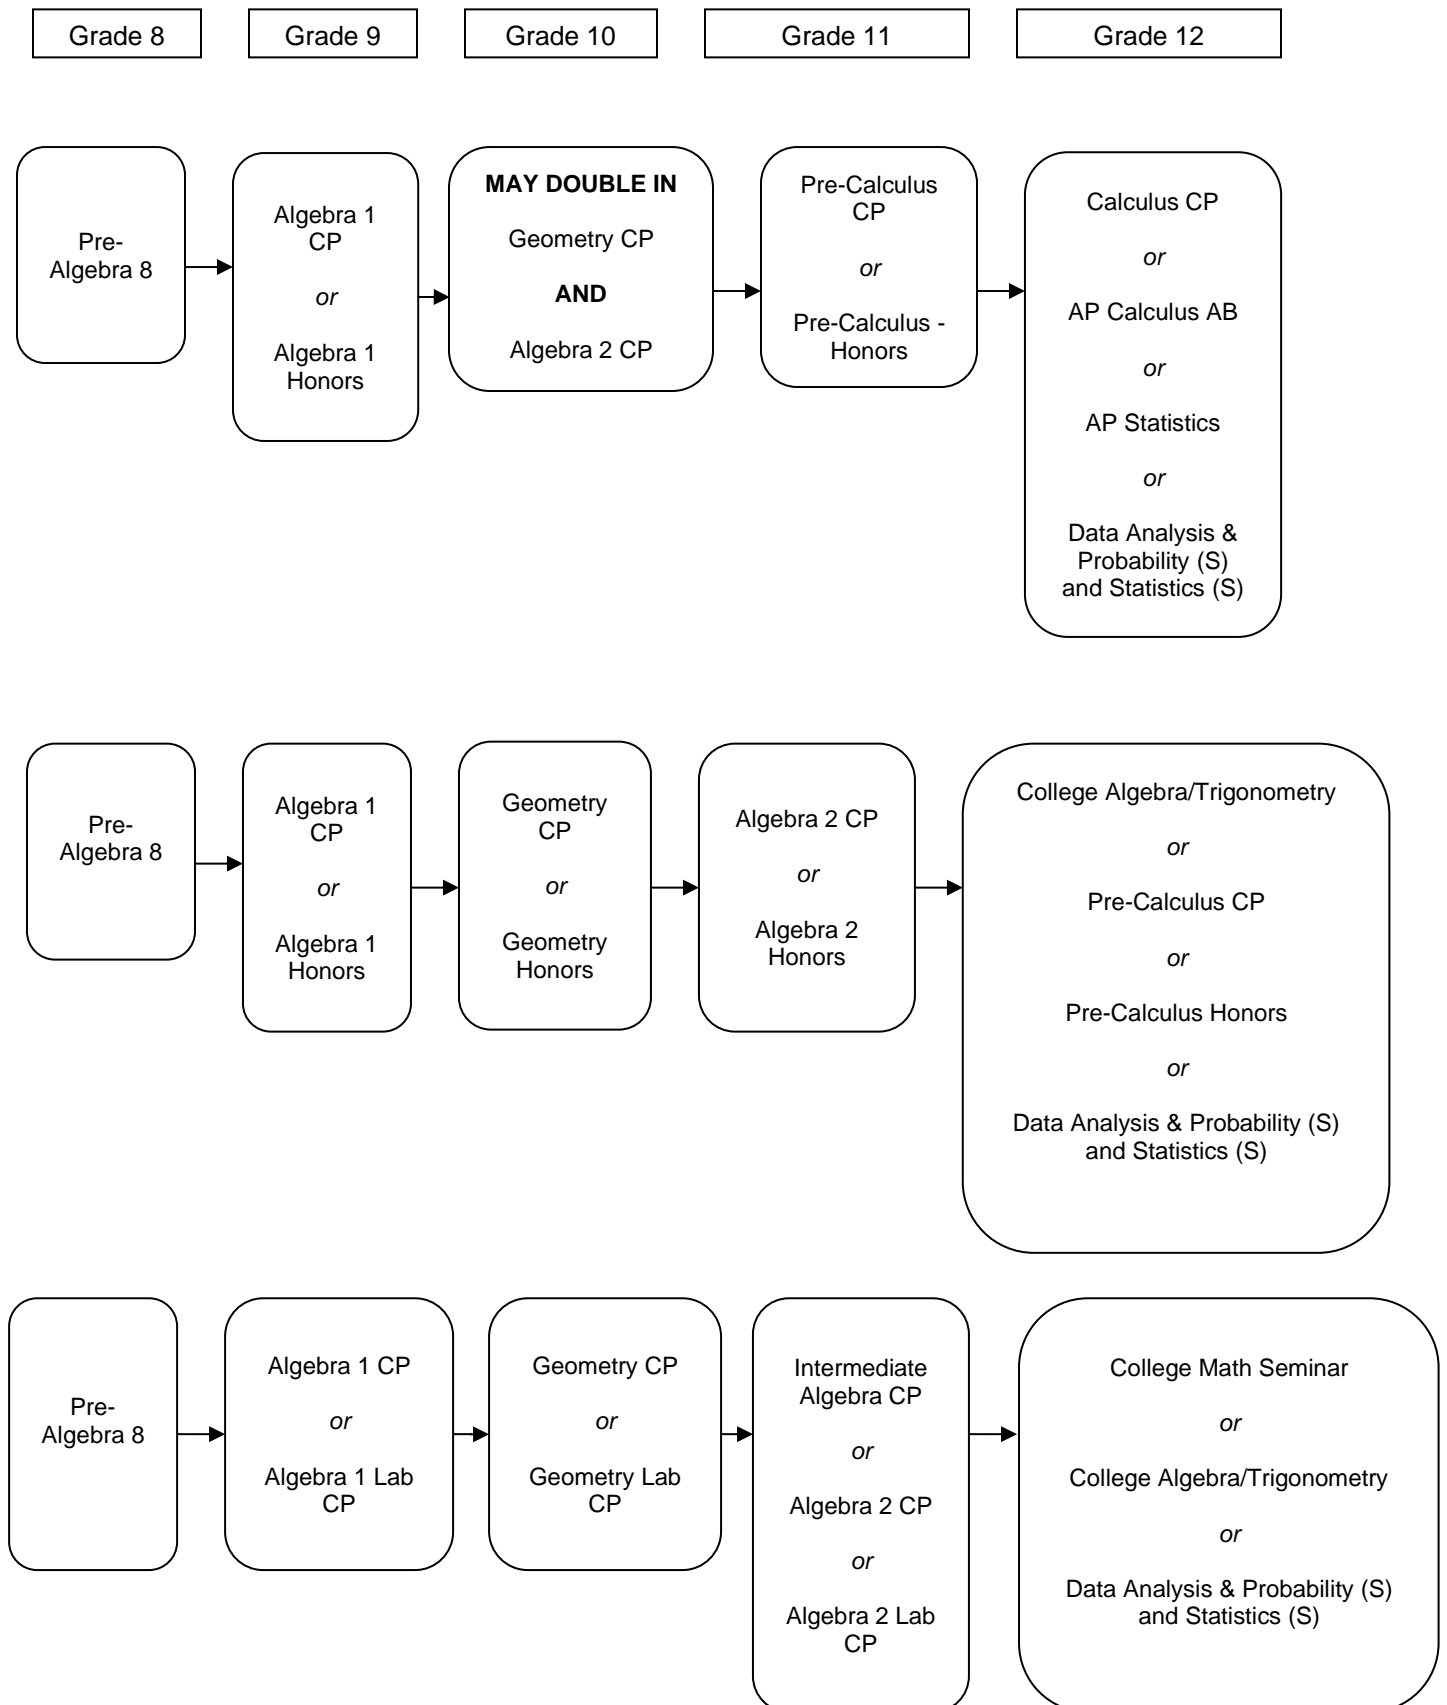 Grade 8
Grade 9
Grade 10
Grade 11
Grade 12
Pre-
Algebra 8
Algebra 1
CP
or
Algebra 1
Honors
MAY DOUBLE IN
Geometry CP
AND
Algebra 2 CP
Pre-Calculus
CP
or
Pre-Calculus -
Honors
Calculus CP
or
AP Calculus AB
or
AP Statistics
or
Data Analysis &
Probability (S)
and Statistics (S)
Pre-
Algebra 8
Algebra 1
CP
or
Algebra 1
Honors
Geometry
CP
or
Geometry
Honors
Algebra 2 CP
or
Algebra 2
Honors
College Algebra/Trigonometry
or
Pre-Calculus CP
or
Pre-Calculus Honors
or
Data Analysis & Probability (S)
and Statistics (S)
Pre-
Algebra 8
Algebra 1 CP
or
Algebra 1 Lab
CP
Geometry CP
or
Geometry Lab
CP
Intermediate
Algebra CP
or
Algebra 2 CP
or
Algebra 2 Lab
CP
College Math Seminar
or
College Algebra/Trigonometry
or
Data Analysis & Probability (S)
and Statistics (S)